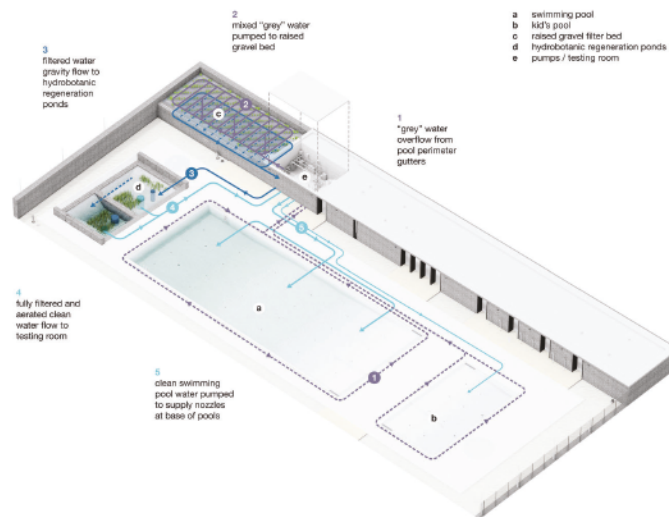 2
mixed “grey” water
pumped to raised
gravel bed
a swimming pool
b kid's pool
c raised gravel filter bed
d hydrobotanic regeneration ponds
e pumps / testing room
3
filtered water
gravity flow to
hydrobotanic
regeneration
ponds
1
“grey” water
overflow from
pool perimeter
gutters
2
c
e
d
3
4
5
a
4
fully filtered and
aerated clean
water flow to
testing room
1
5
clean swimming
pool water pumped
to supply nozzles
at base of pools
b